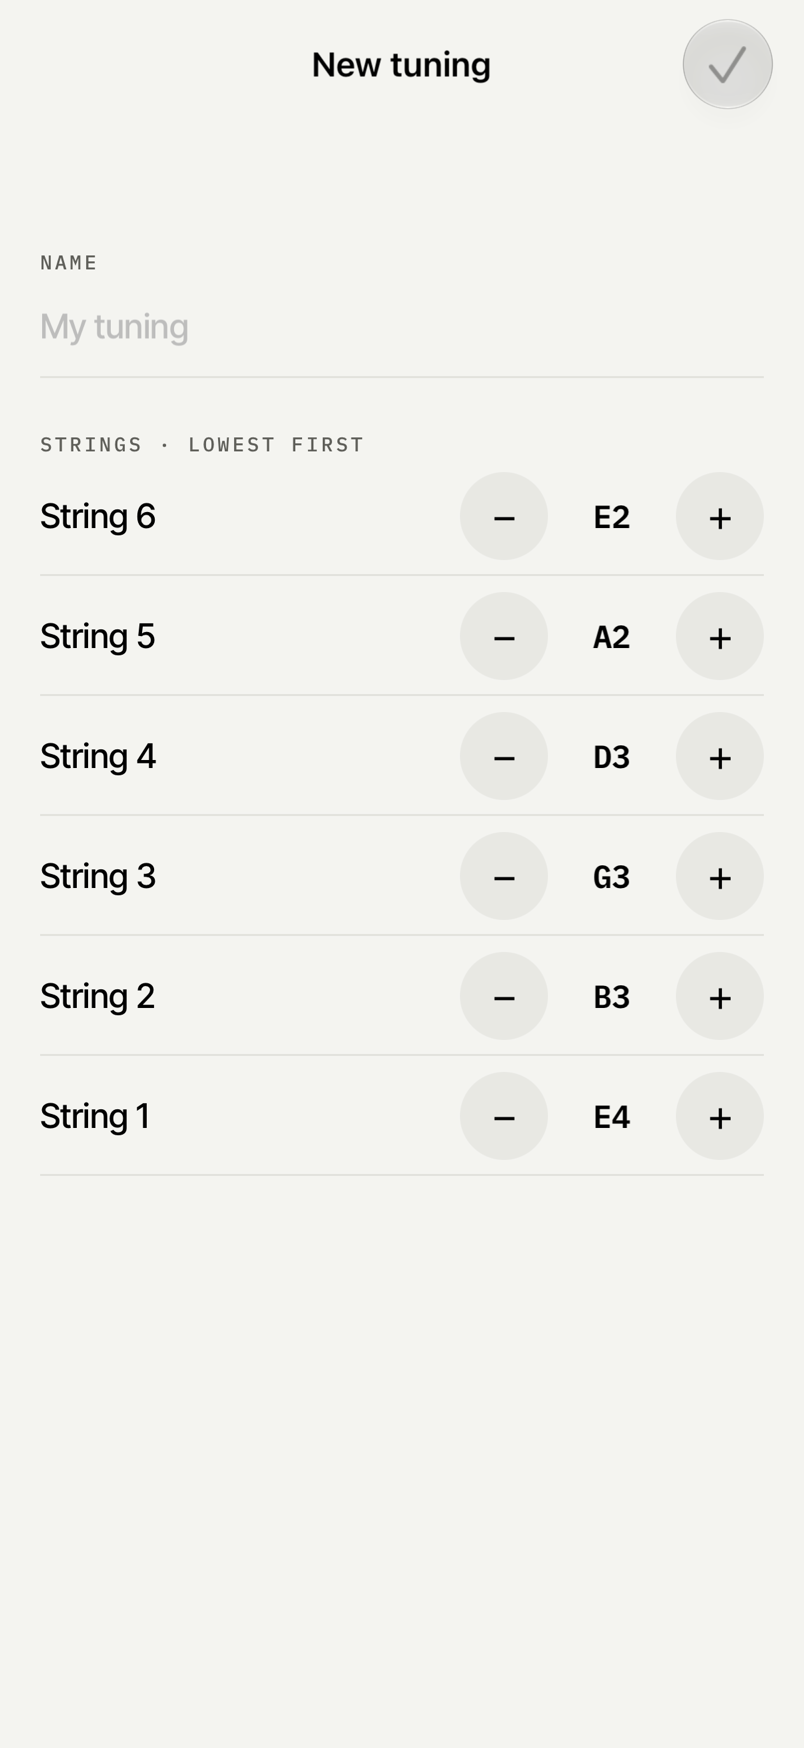 New tuning
NAME
My tuning
STRINGS · LOWEST FIRST
String 6 − E2 +
String 5 − A2 +
String 4 − D3 +
String 3 − G3 +
String 2 − B3 +
String 1 − E4 +